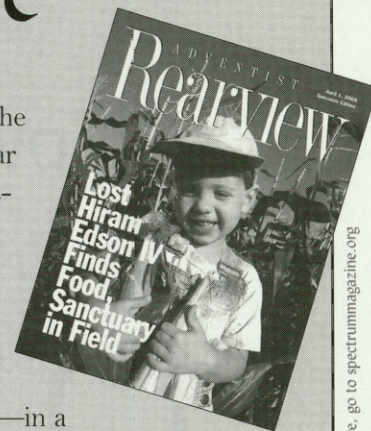 he
ar
-
—in a
ADVENTIST
Rearview
April 1,
Edition
Lost
Hiram
Edson IV
Finds
Food,
Sanctuary
in Field
e, go to spectrummagazine.org